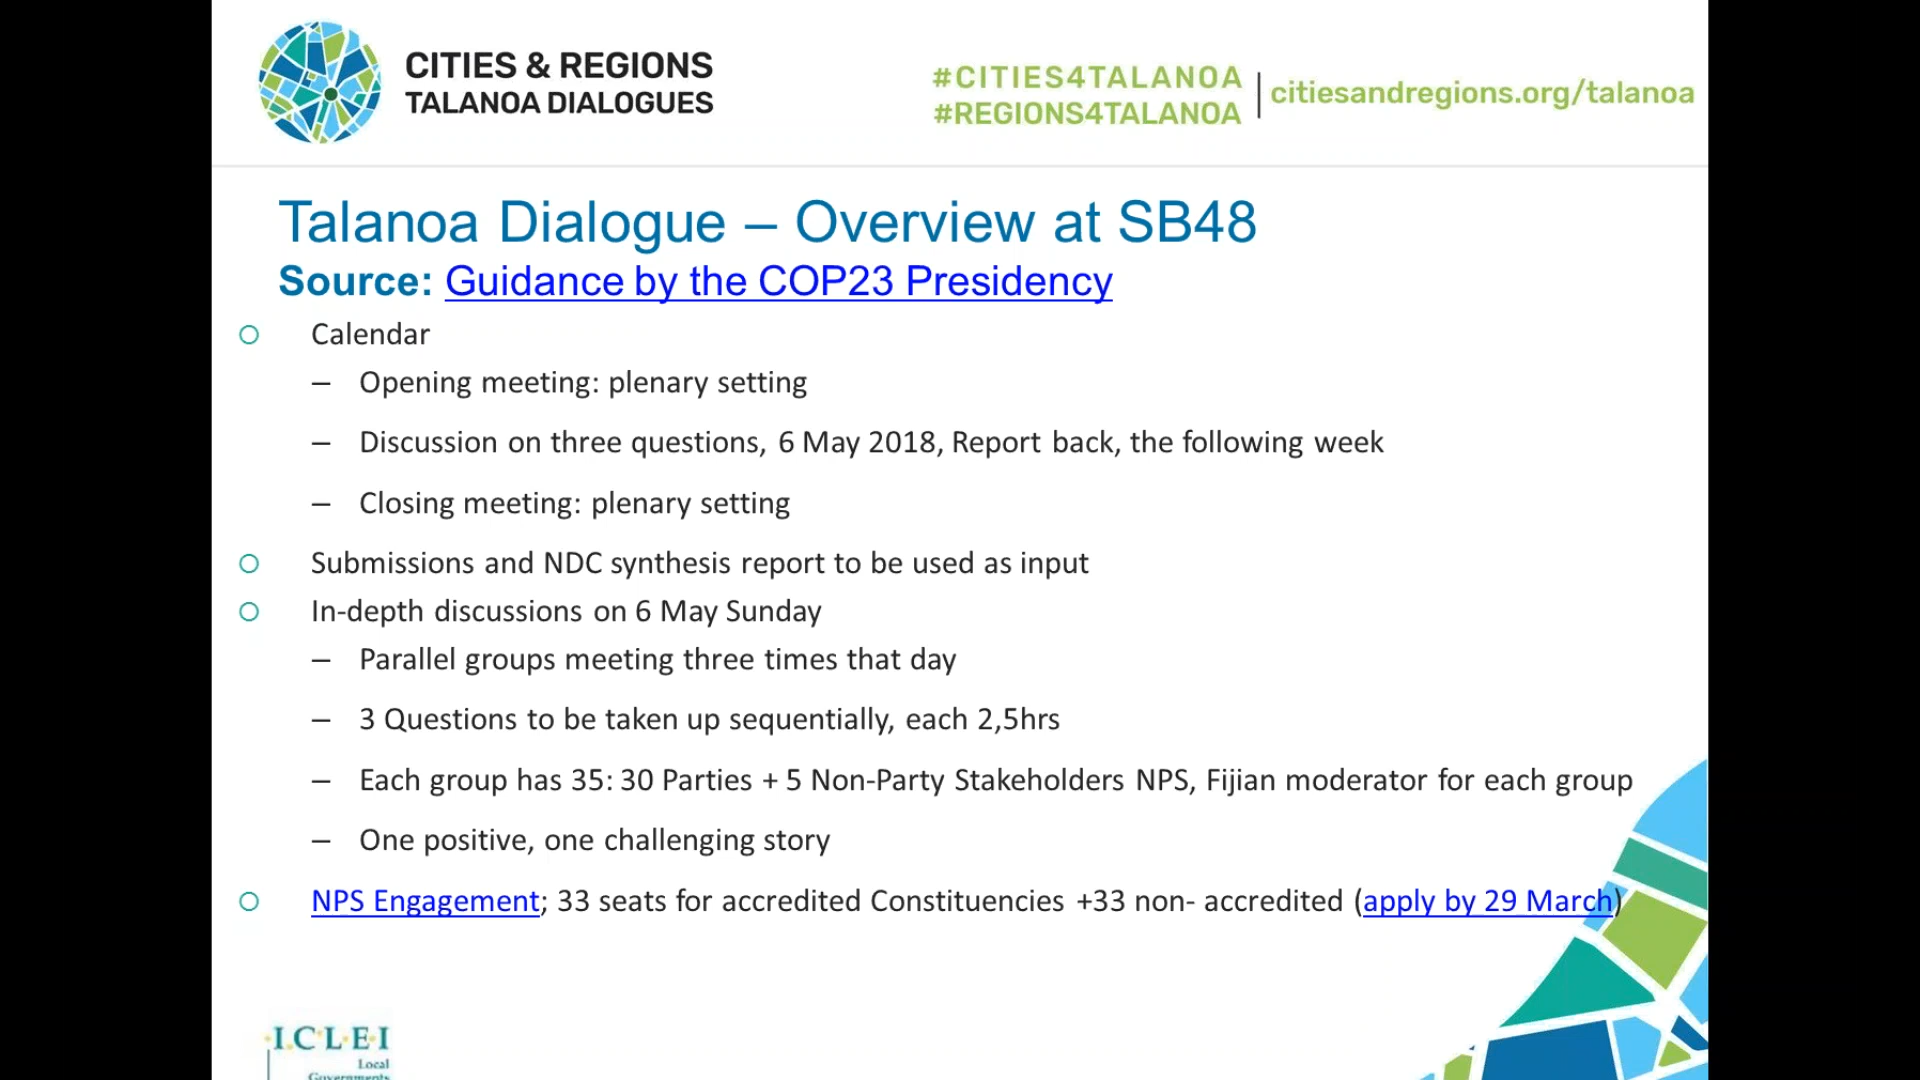 CITIES & REGIONS
TALANOA DIALOGUES
#CITIES4TALANOA
#REGIONS4TALANOA
citiesandregions.org/talanoa
Talanoa Dialogue – Overview at SB48
Source: Guidance by the COP23 Presidency
Calendar
– Opening meeting: plenary setting
– Discussion on three questions, 6 May 2018, Report back, the following week
– Closing meeting: plenary setting
Submissions and NDC synthesis report to be used as input
In-depth discussions on 6 May Sunday
– Parallel groups meeting three times that day
– 3 Questions to be taken up sequentially, each 2,5hrs
– Each group has 35: 30 Parties + 5 Non-Party Stakeholders NPS, Fijian moderator for each group
– One positive, one challenging story
NPS Engagement; 33 seats for accredited Constituencies +33 non- accredited (apply by 29 March)
I.C.L.E.I
Local
Governments